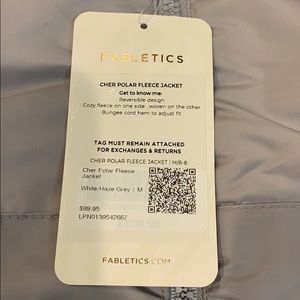 FABLETICS
CHER POLAR FLEECE JACKET
Get to know me:
· Reversible design
· Cozy fleece on one side, woven on the other
· Bungee cord hem to adjust fit
TAG MUST REMAIN ATTACHED
FOR EXCHANGES & RETURNS
CHER POLAR FLEECE JACKET | M/6-8
Cher Polar Fleece
Jacket
White/Haze Grey | M
$89.95
LPN0139542667
FABLETICS.COM